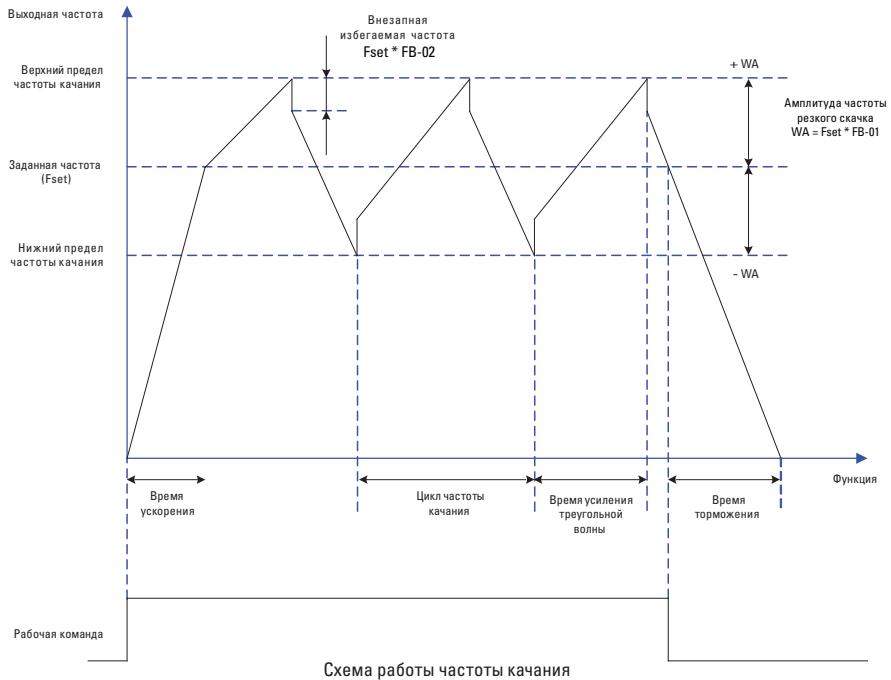 Выходная частота
Внезапная
избегаемая частота
Fset * FB-02
Верхний предел
частоты качания
+ WA
Амплитуда частоты
резкого скачка
WA = Fset * FB-01
Заданная частота
(Fset)
Нижний предел
частоты качания
- WA
Функция
Время
ускорения
Цикл частоты
качания
Время усиления
треугольной
волны
Время
торможения
Рабочая команда
Схема работы частоты качания